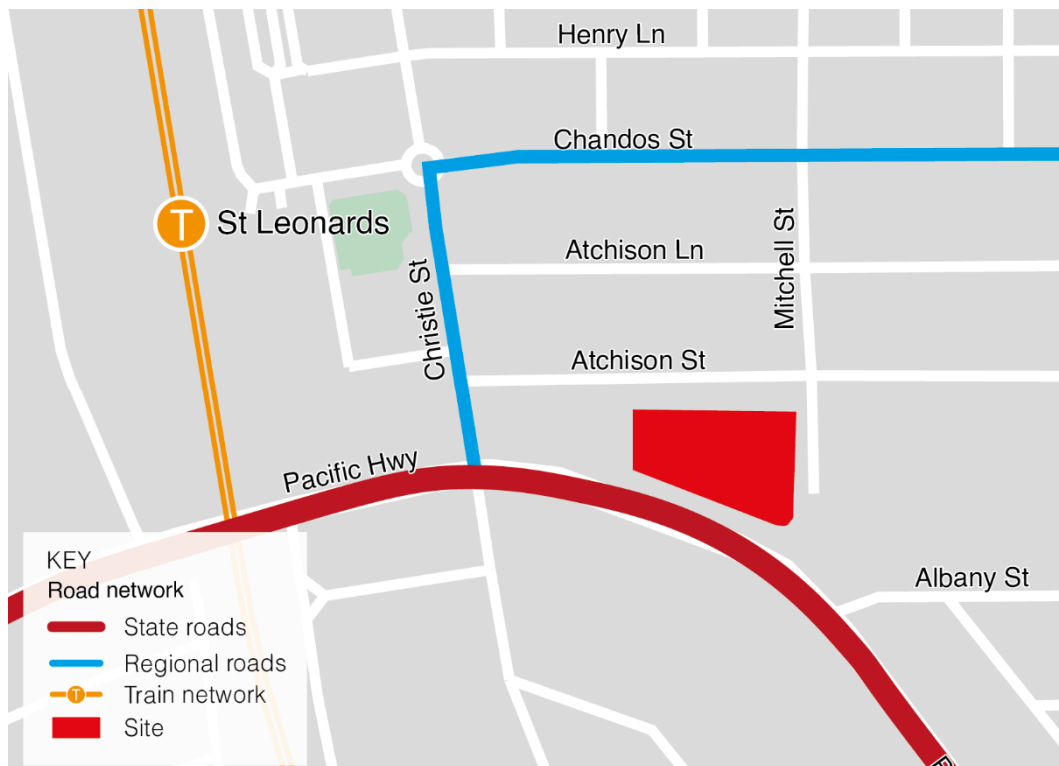 Henry Ln
Chandos St
T
St Leonards
Atchison Ln
Mitchell St
Christie St
Atchison St
Pacific Hwy
Albany St
KEY
Road network
State roads
Regional roads
T
Train network
Site